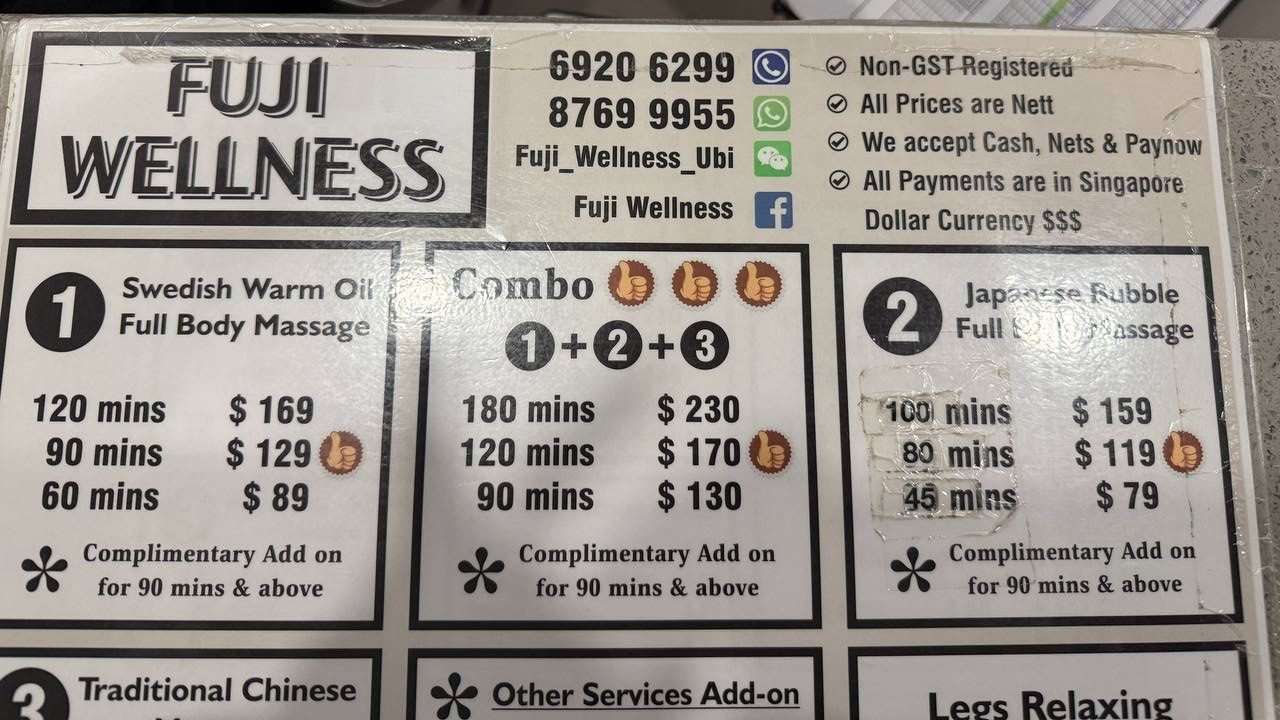 FUJI
WELLNESS
6920 6299
8769 9955
Fuji_Wellness_Ubi
Fuji Wellness
Non-GST Registered
All Prices are Nett
We accept Cash, Nets & Paynow
All Payments are in Singapore
Dollar Currency $$$
1 Swedish Warm Oil
Full Body Massage
120 mins $ 169
90 mins $ 129
60 mins $ 89
* Complimentary Add on
for 90 mins & above
Combo
1+2+3
180 mins $ 230
120 mins $ 170
90 mins $ 130
* Complimentary Add on
for 90 mins & above
2 Japanese Bubble
Full Massage
100 mins $ 159
80 mins $ 119
45 mins $ 79
* Complimentary Add on
for 90 mins & above
3 Traditional Chinese
* Other Services Add-on
Legs Relaxing